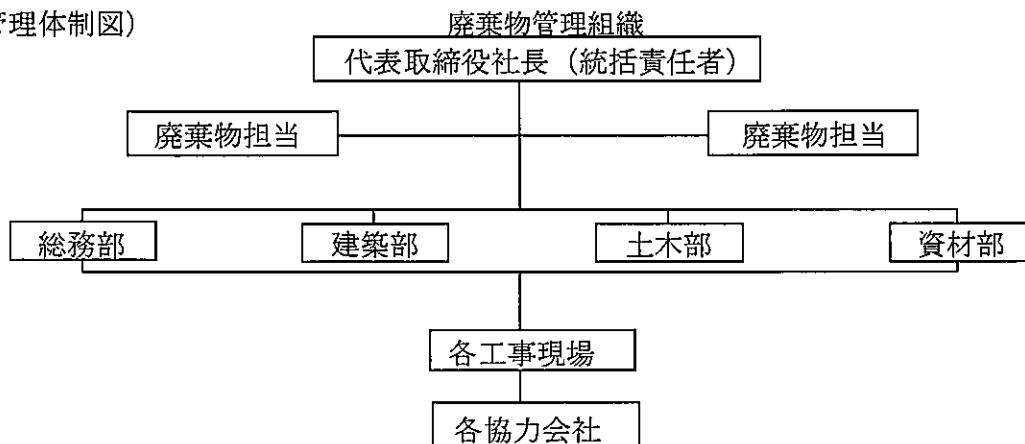 管理体制図)
廃棄物管理組織
代表取締役社長（統括責任者）
廃棄物担当
廃棄物担当
総務部
建築部
土木部
資材部
各工事現場
各協力会社